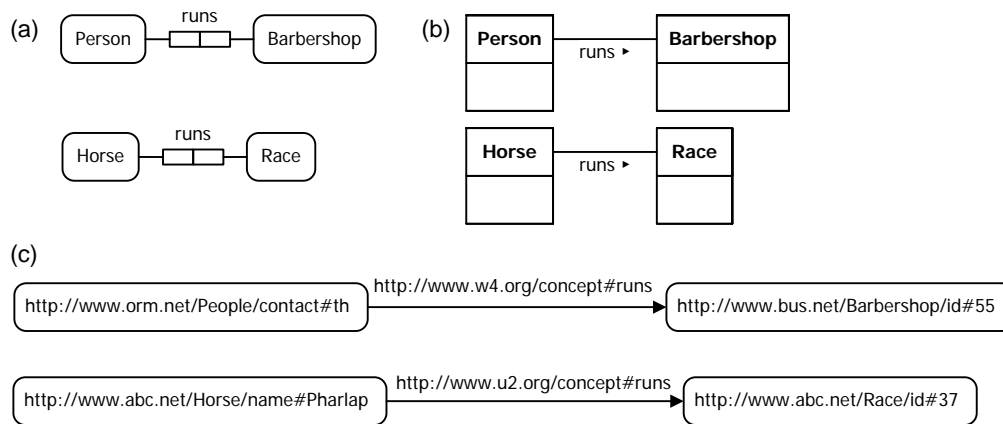 (a)
runs
Person
Barbershop
runs
Horse
Race
(b)
Person
Barbershop
runs ▸
Horse
Race
runs ▸
(c)
http://www.w4.org/concept#runs
http://www.orm.net/People/contact#th
http://www.bus.net/Barbershop/id#55
http://www.u2.org/concept#runs
http://www.abc.net/Horse/name#Pharlap
http://www.abc.net/Race/id#37